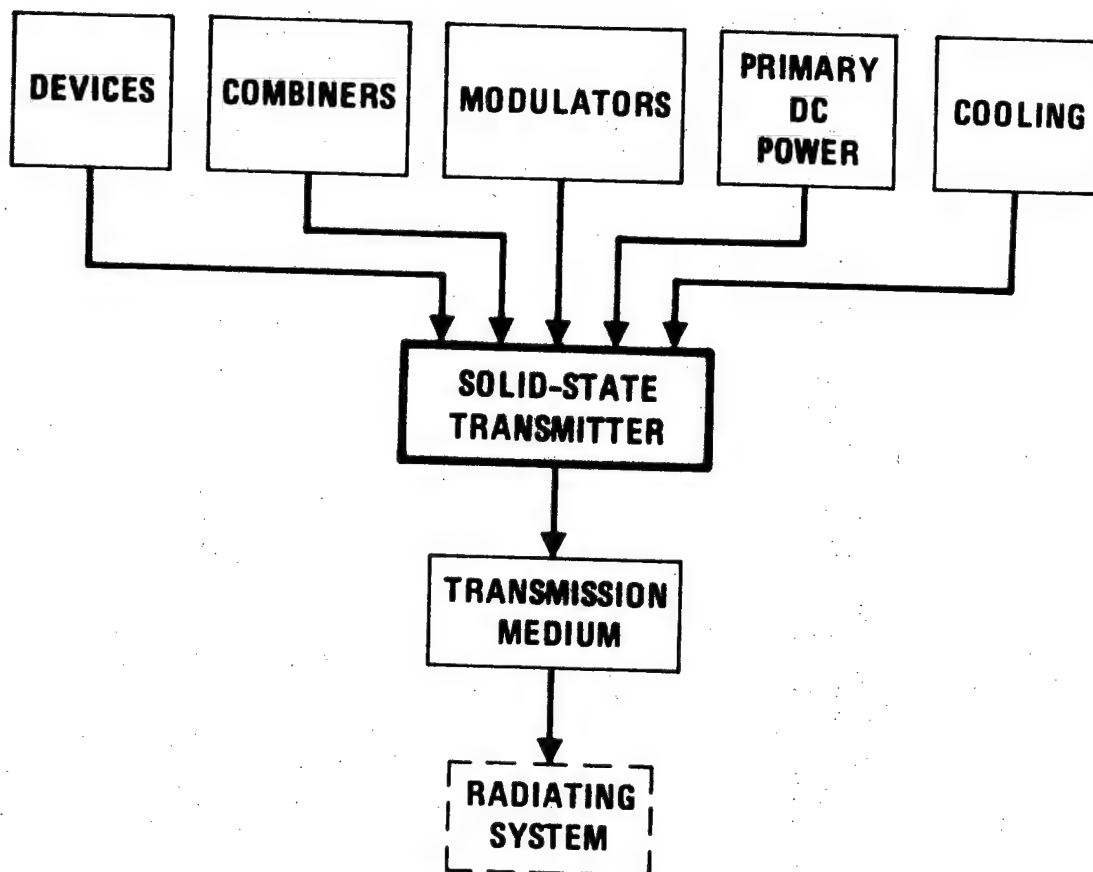 DEVICES
COMBINERS
MODULATORS
PRIMARY
DC
POWER
COOLING
SOLID-STATE
TRANSMITTER
TRANSMISSION
MEDIUM
RADIATING
SYSTEM